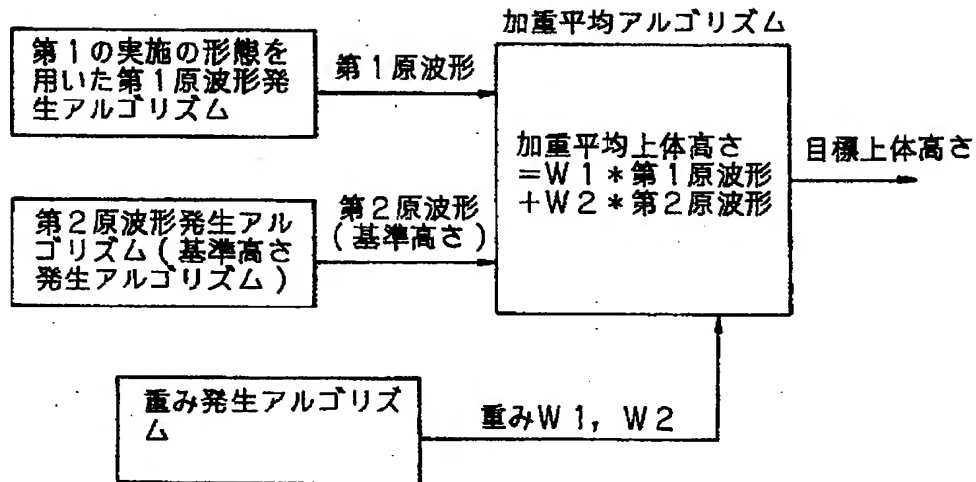 加重平均アルゴリズム
第1の実施の形態を
用いた第1原波形発
生アルゴリズム
第1原波形
加重平均上体高さ
=W1*第1原波形
+W2*第2原波形
目標上体高さ
第2原波形発生アル
ゴリズム(基準高さ
発生アルゴリズム)
第2原波形
(基準高さ)
重み発生アルゴリズ
ム
重みW1, W2